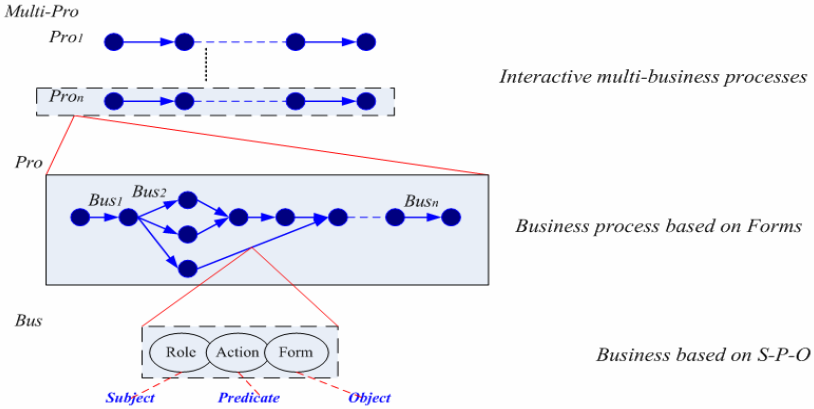 Multi-Pro
Pro1
Interactive multi-business processes
Pron
Pro
Bus1 Bus2 Busn
Business process based on Forms
Bus
Role Action Form
Business based on S-P-O
Subject Predicate Object